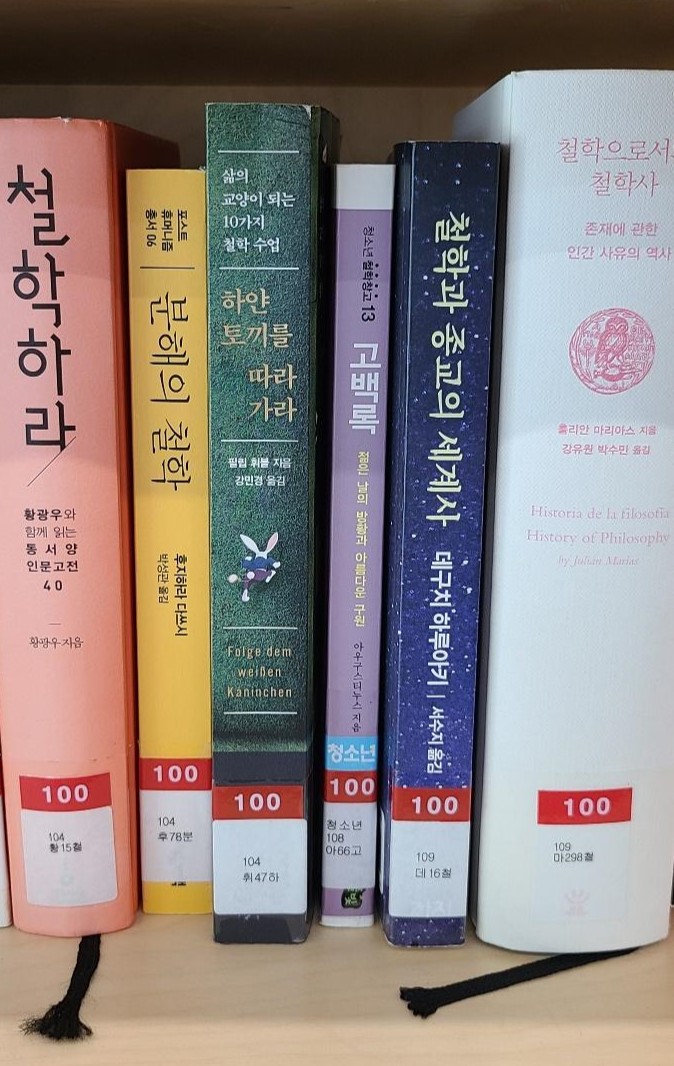 철학하라
황광우와
함께 읽는
동서양
인문고전
40
황광우 지음
100
104
황15철
포스트
휴머니즘
총서 06
분해의 철학
후지하라 다쓰시
박성관 옮김
100
104
후78분
삶의
교양이 되는
10가지
철학 수업
하얀
토끼를
따라
가라
필립 휘블 지음
강민경 옮김
Folge dem
weißen
Kaninchen
100
104
휘47하
청소년 철학창고 13
고백록
젊은 날의 방황과 아름다운 구원
아우구스티누스 지음
청소년
100
청소년
108
아66고
철학과 종교의 세계사
데구치 하루아키 | 서수지 옮김
100
109
데16철
철학으로서의
철학사
존재에 관한
인간 사유의 역사
훌리안 마리아스 지음
강유원 박수민 옮김
Historia de la filosofía
History of Philosophy
by Julián Marías
100
109
마298철